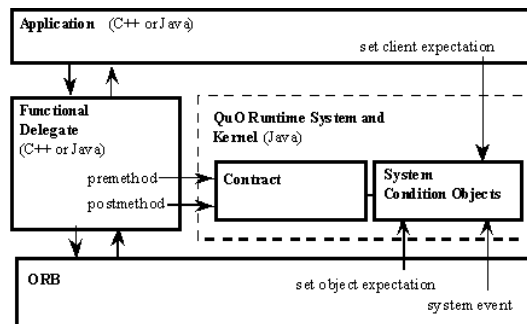 Application (C++ or Java)
set client expectation
Functional
Delegate
(C++ or Java)
QuO Runtime System and
Kernel (Java)
premethod
Contract
System
Condition Objects
postmethod
ORB
set object expectation
system event